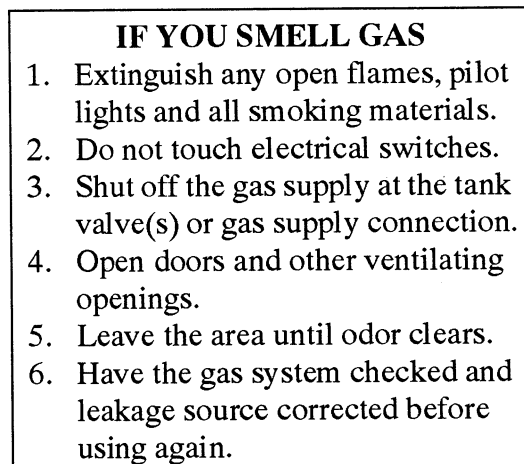 IF YOU SMELL GAS
1. Extinguish any open flames, pilot
lights and all smoking materials.
2. Do not touch electrical switches.
3. Shut off the gas supply at the tank
valve(s) or gas supply connection.
4. Open doors and other ventilating
openings.
5. Leave the area until odor clears.
6. Have the gas system checked and
leakage source corrected before
using again.